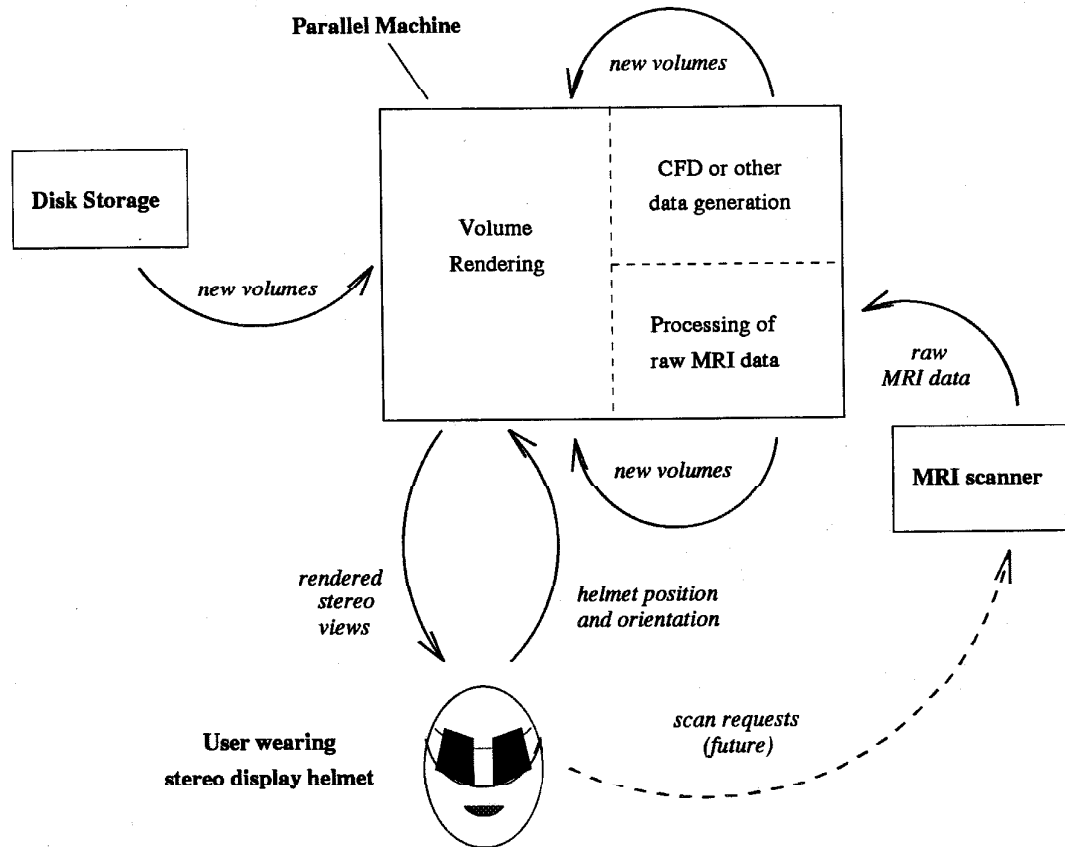 Parallel Machine
new volumes
Disk Storage
new volumes
Volume
Rendering
CFD or other
data generation
Processing of
raw MRI data
raw
MRI data
MRI scanner
new volumes
rendered
stereo
views
helmet position
and orientation
User wearing
stereo display helmet
scan requests
(future)